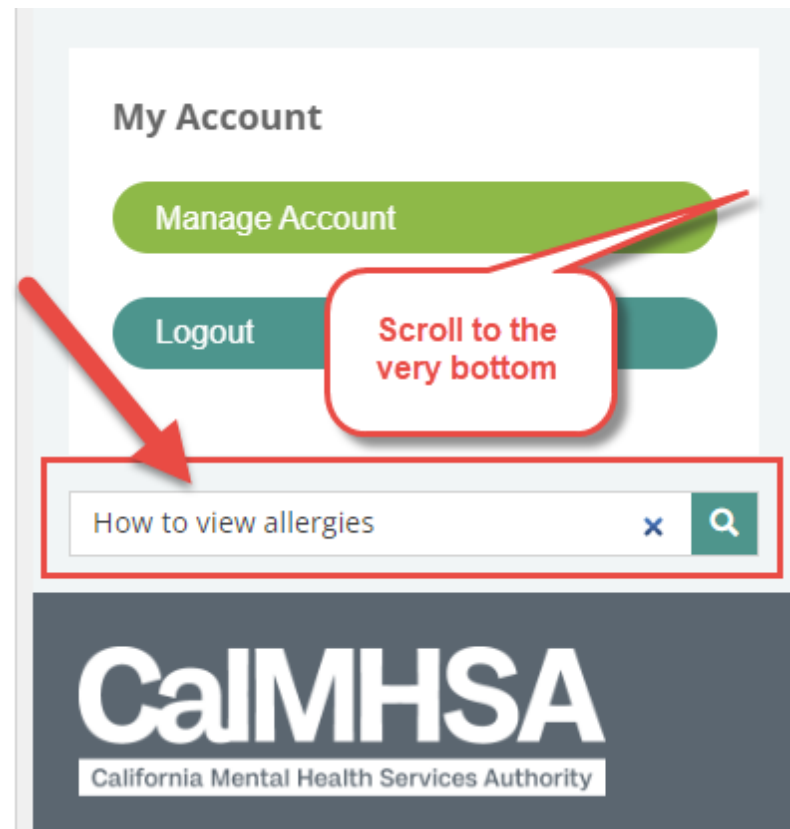 My Account
Manage Account
Logout
Scroll to the
very bottom
How to view allergies
CalMHSA
California Mental Health Services Authority